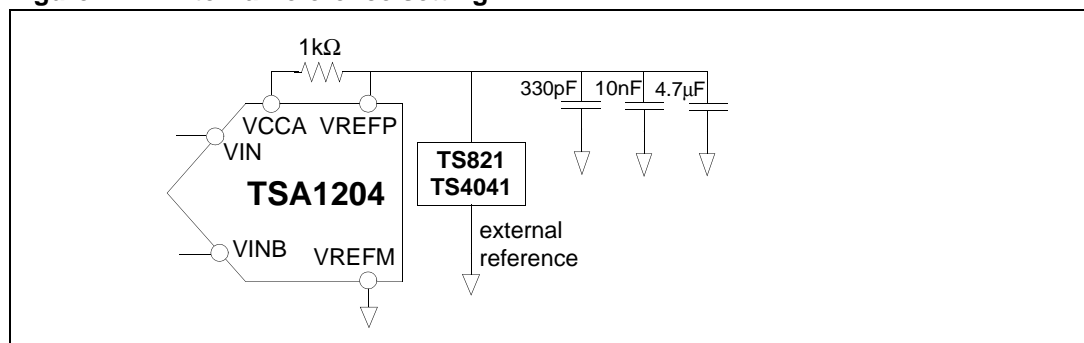 1kΩ
330pF 10nF 4.7µF
VCCA VREFP
VIN
TS821
TS4041
TSA1204
external
reference
VINB
VREFM